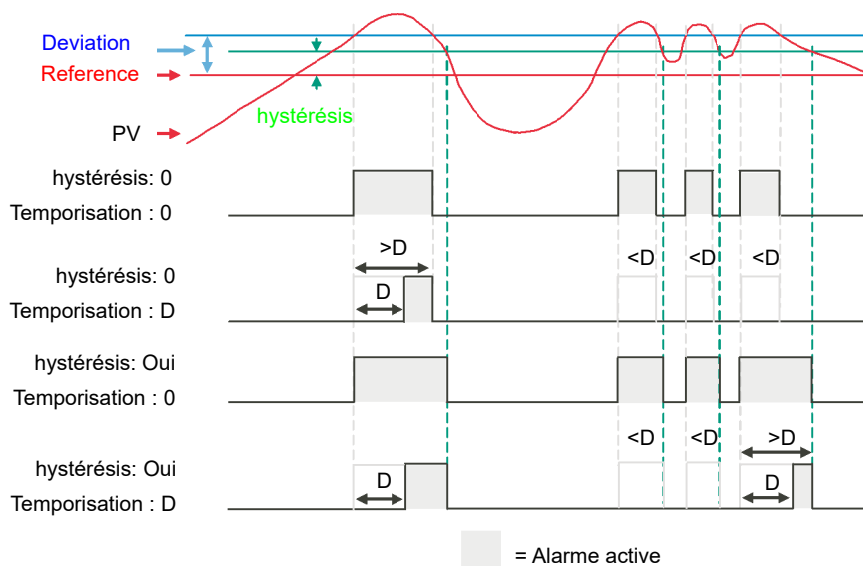 Deviation
Reference
hystérésis
PV
hystérésis: 0
Temporisation : 0
>D
<D
<D
<D
hystérésis: 0
D
Temporisation : D
hystérésis: Oui
Temporisation : 0
<D
<D
>D
hystérésis: Oui
D
D
Temporisation : D
= Alarme active